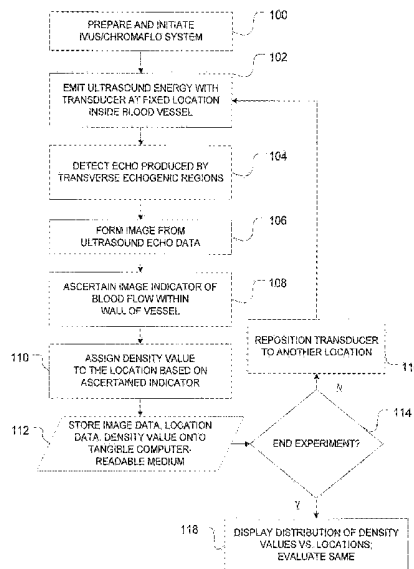 100
PREPARE AND INITIATE
IVUS/CHROMAFLO SYSTEM
102
EMIT ULTRASOUND ENERGY WITH
TRANSDUCER AT FIXED LOCATION
INSIDE BLOOD VESSEL
104
DETECT ECHO PRODUCED BY
TRANSVERSE ECHOGENIC REGIONS
106
FORM IMAGE FROM
ULTRASOUND ECHO DATA
108
ASCERTAIN IMAGE INDICATOR OF
BLOOD FLOW WITHIN
WALL OF VESSEL
110
ASSIGN DENSITY VALUE
TO THE LOCATION BASED ON
ASCERTAINED INDICATOR
REPOSITION TRANSDUCER
TO ANOTHER LOCATION
11
N
112
STORE IMAGE DATA, LOCATION
DATA, DENSITY VALUE ONTO
TANGIBLE COMPUTER-
READABLE MEDIUM
114
END EXPERIMENT?
Y
118
DISPLAY DISTRIBUTION OF DENSITY
VALUES VS. LOCATIONS;
EVALUATE SAME